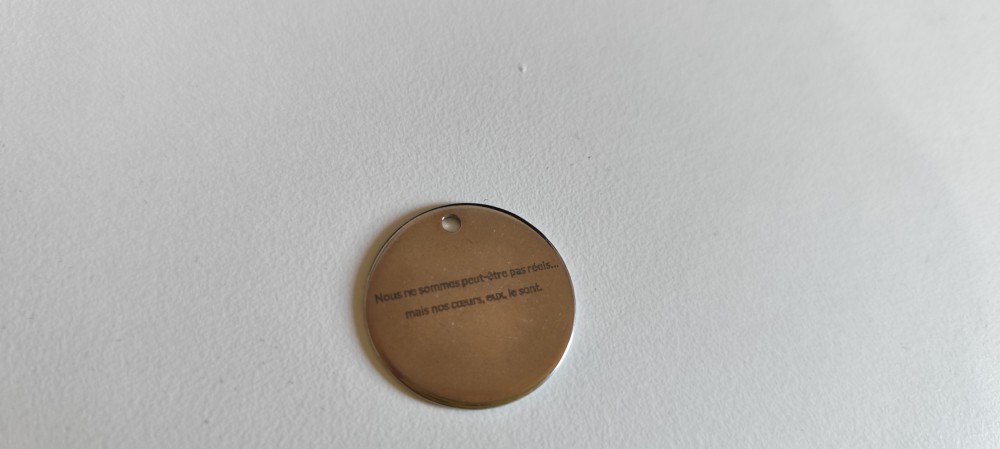 Nous ne sommes peut-être pas réels...
mais nos cœurs, eux, le sont.